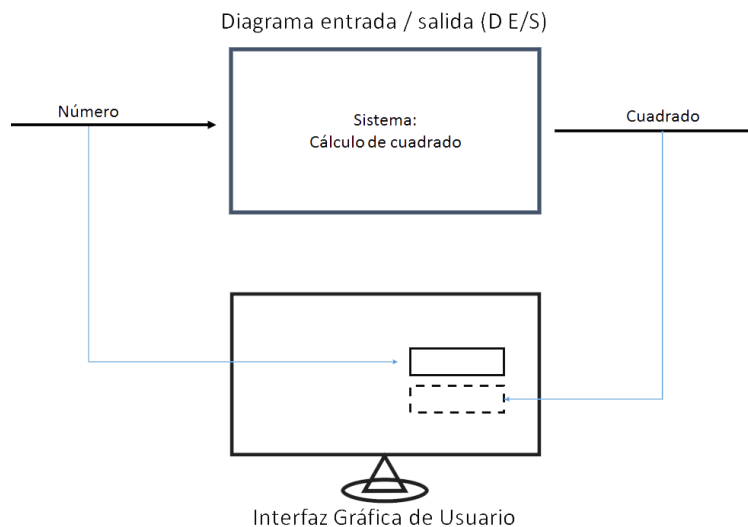 Diagrama entrada / salida (D E/S)
Número
Sistema:
Cálculo de cuadrado
Cuadrado
Interfaz Gráfica de Usuario